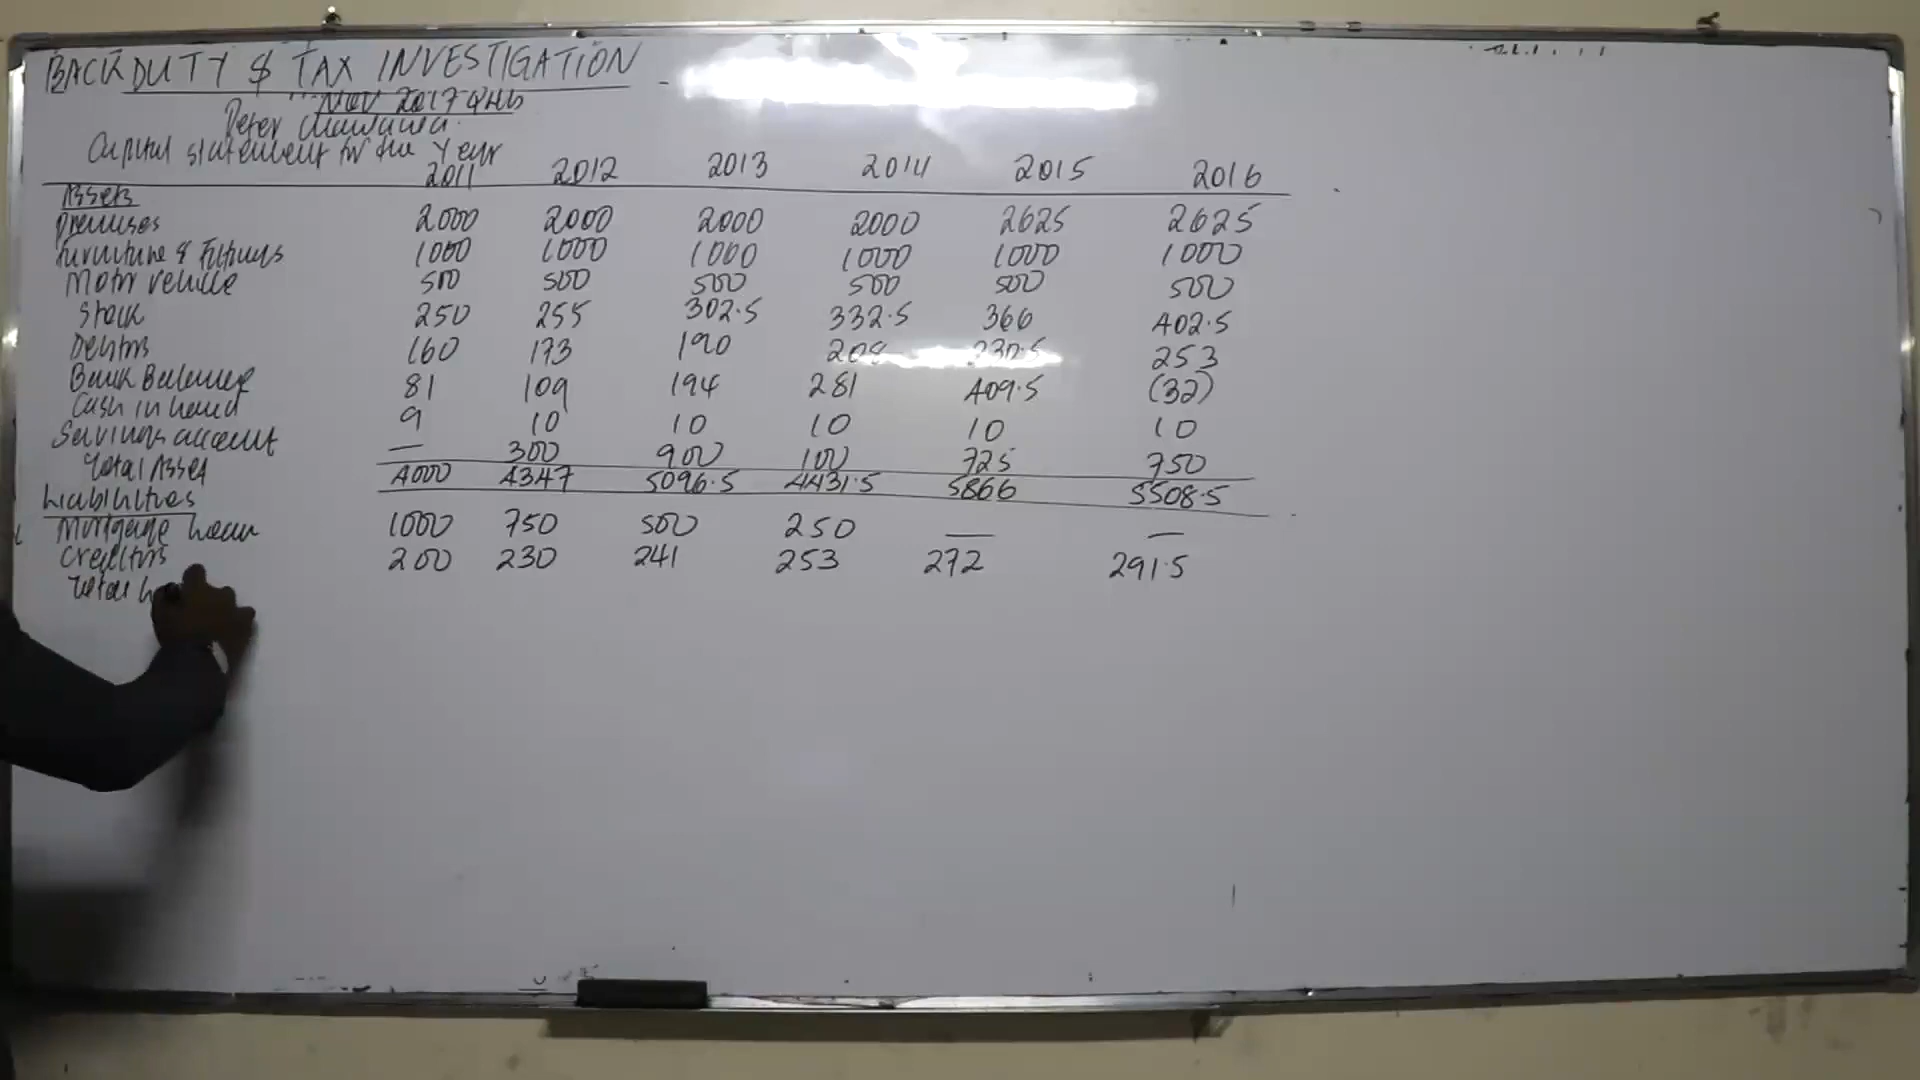 BACK DUTY & TAX INVESTIGATION
NOV 2017 Q4b
Peter
Capital statement for the Year
2011 2012 2013 2014 2015 2016
Assets
Premises 2000 2000 2000 2000 2625 2625
Furniture & Fittings 1000 1000 1000 1000 1000 1000
Motor vehicle 500 500 500 500 500 500
Stock 250 255 302.5 332.5 366 402.5
Debtors 160 173 190 208 230.5 253
Bank Balance 81 109 194 281 409.5 (32)
Cash in hand 9 10 10 10 10 10
Savings account — 300 900 100 725 750
Total Asset 4000 4347 5096.5 4431.5 5866 5508.5
Liabilities
Mortgage Loan 1000 750 500 250 — —
Creditors 200 230 241 253 272 291.5
Total L